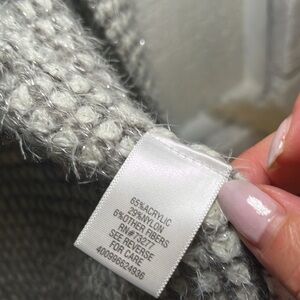 65%ACRYLIC
29%NYLON
6%OTHER FIBERS
RN#73277
SEE REVERSE
FOR CARE
400996624936